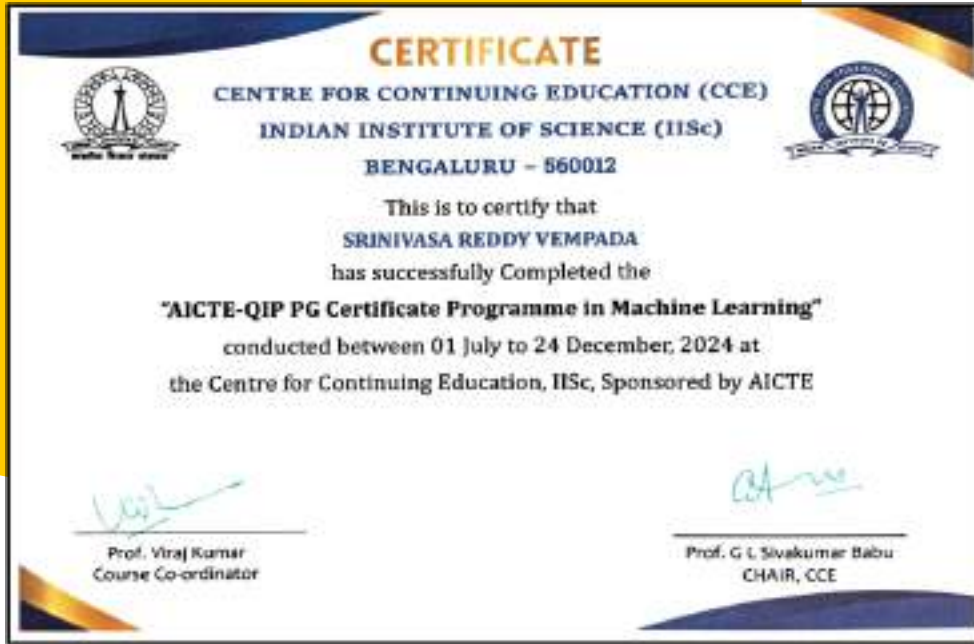 CERTIFICATE
CENTRE FOR CONTINUING EDUCATION (CCE)
INDIAN INSTITUTE OF SCIENCE (IISc)
BENGALURU – 560012
This is to certify that
SRINIVASA REDDY VEMPADA
has successfully Completed the
"AICTE-QIP PG Certificate Programme in Machine Learning"
conducted between 01 July to 24 December, 2024 at
the Centre for Continuing Education, IISc, Sponsored by AICTE
Prof. Viraj Kumar
Course Co-ordinator
Prof. G L Sivakumar Babu
CHAIR, CCE